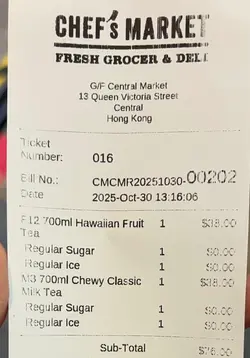 CHEF's MARKET
FRESH GROCER & DELI
G/F Central Market
13 Queen Victoria Street
Central
Hong Kong
Ticket
Number: 016
Bill No.: CMCMR20251030-00202
Date 2025-Oct-30 13:16:06
F12 700ml Hawaiian Fruit 1 $38.00
Tea
Regular Sugar 1 $0.00
Regular Ice 1 $0.00
M3 700ml Chewy Classic 1 $38.00
Milk Tea
Regular Sugar 1 $0.00
Regular Ice 1 $0.00
Sub-Total $76.00